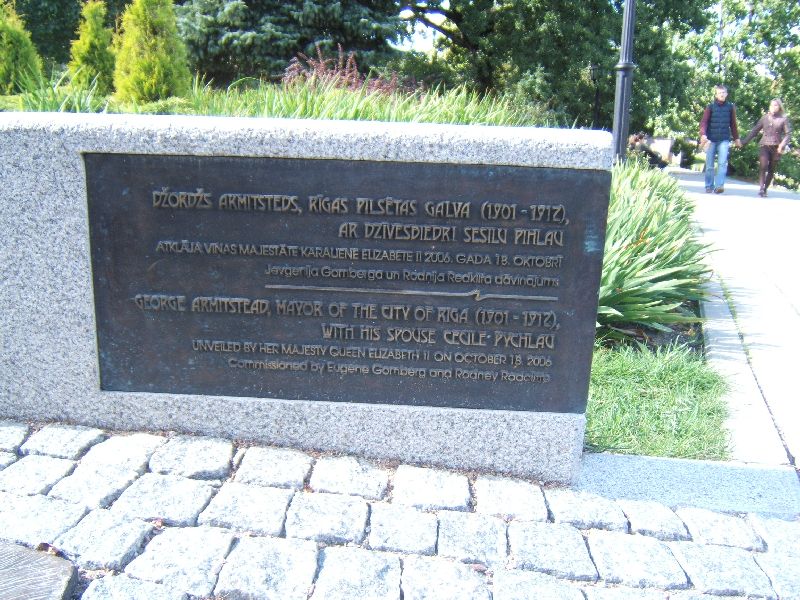 DŽORDŽS ARMITSTEDS, RĪGAS PILSĒTAS GALVA (1901 - 1912),
AR DZĪVESBIEDRI SESILU PIHLAU
ATKLĀJA VIŅAS MAJESTĀTE KARALIENE ELIZABETE II 2006. GADA 18. OKTOBRĪ
Jevgēņija Gomberga un Rodnija Redklifa dāvinājums
GEORGE ARMITSTEAD, MAYOR OF THE CITY OF RIGA (1901 - 1912),
WITH HIS SPOUSE CECILE PYCHLAU
UNVEILED BY HER MAJESTY QUEEN ELIZABETH II ON OCTOBER 18, 2006
Commissioned by Eugene Gomberg and Rodney Radcliffe